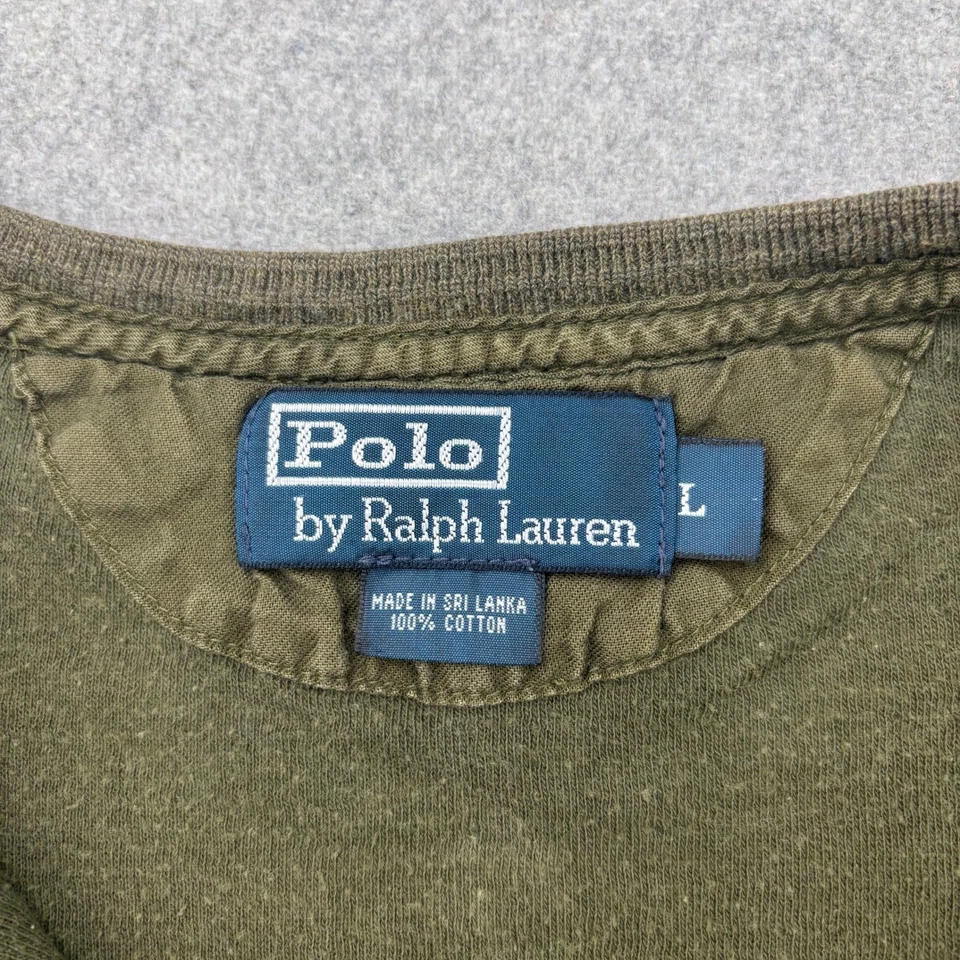 Polo
by Ralph Lauren
L
MADE IN SRI LANKA
100% COTTON